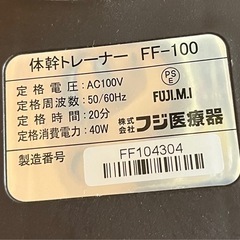 体幹トレーナー FF-100
定格電圧：AC100V
定格周波数：50/60Hz
定格時間：20分
定格消費電力：40W
PS
E
FUJI.M.I
株式会社フジ医療器
製造番号
FF104304